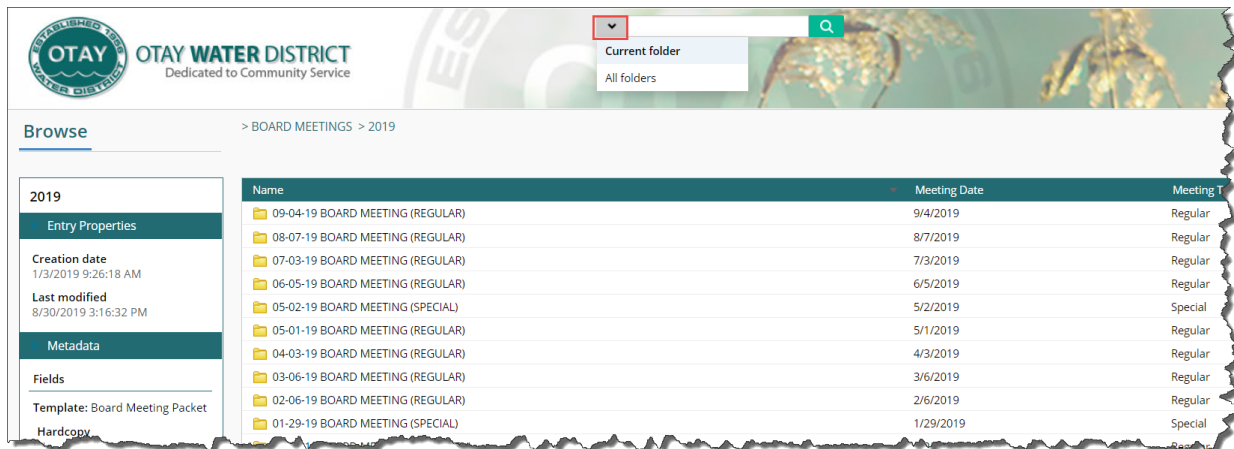 ESTABLISHED 1956
OTAY
WATER DISTRICT
OTAY WATER DISTRICT
Dedicated to Community Service
Current folder
All folders
Browse
> BOARD MEETINGS > 2019
2019
Entry Properties
Creation date
1/3/2019 9:26:18 AM
Last modified
8/30/2019 3:16:32 PM
Metadata
Fields
Template: Board Meeting Packet
Hardcopy
Name Meeting Date Meeting T
09-04-19 BOARD MEETING (REGULAR) 9/4/2019 Regular
08-07-19 BOARD MEETING (REGULAR) 8/7/2019 Regular
07-03-19 BOARD MEETING (REGULAR) 7/3/2019 Regular
06-05-19 BOARD MEETING (REGULAR) 6/5/2019 Regular
05-02-19 BOARD MEETING (SPECIAL) 5/2/2019 Special
05-01-19 BOARD MEETING (REGULAR) 5/1/2019 Regular
04-03-19 BOARD MEETING (REGULAR) 4/3/2019 Regular
03-06-19 BOARD MEETING (REGULAR) 3/6/2019 Regular
02-06-19 BOARD MEETING (REGULAR) 2/6/2019 Regular
01-29-19 BOARD MEETING (SPECIAL) 1/29/2019 Special